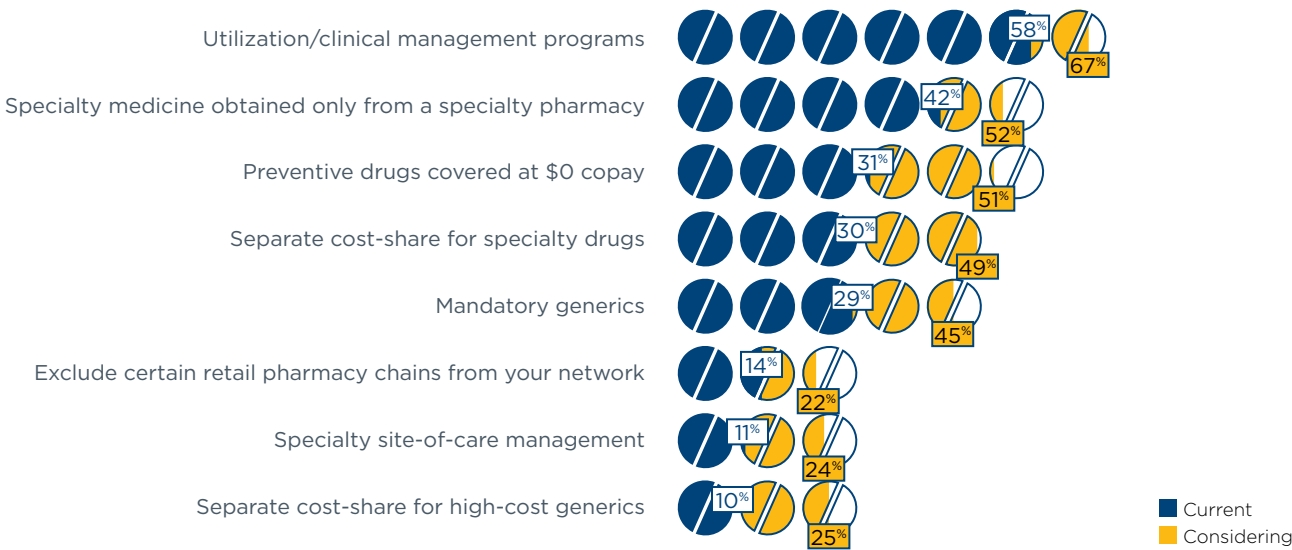 Utilization/clinical management programs 58% 67%
Specialty medicine obtained only from a specialty pharmacy 42% 52%
Preventive drugs covered at $0 copay 31% 51%
Separate cost-share for specialty drugs 30% 49%
Mandatory generics 29% 45%
Exclude certain retail pharmacy chains from your network 14% 22%
Specialty site-of-care management 11% 24%
Separate cost-share for high-cost generics 10% 25%
Current
Considering